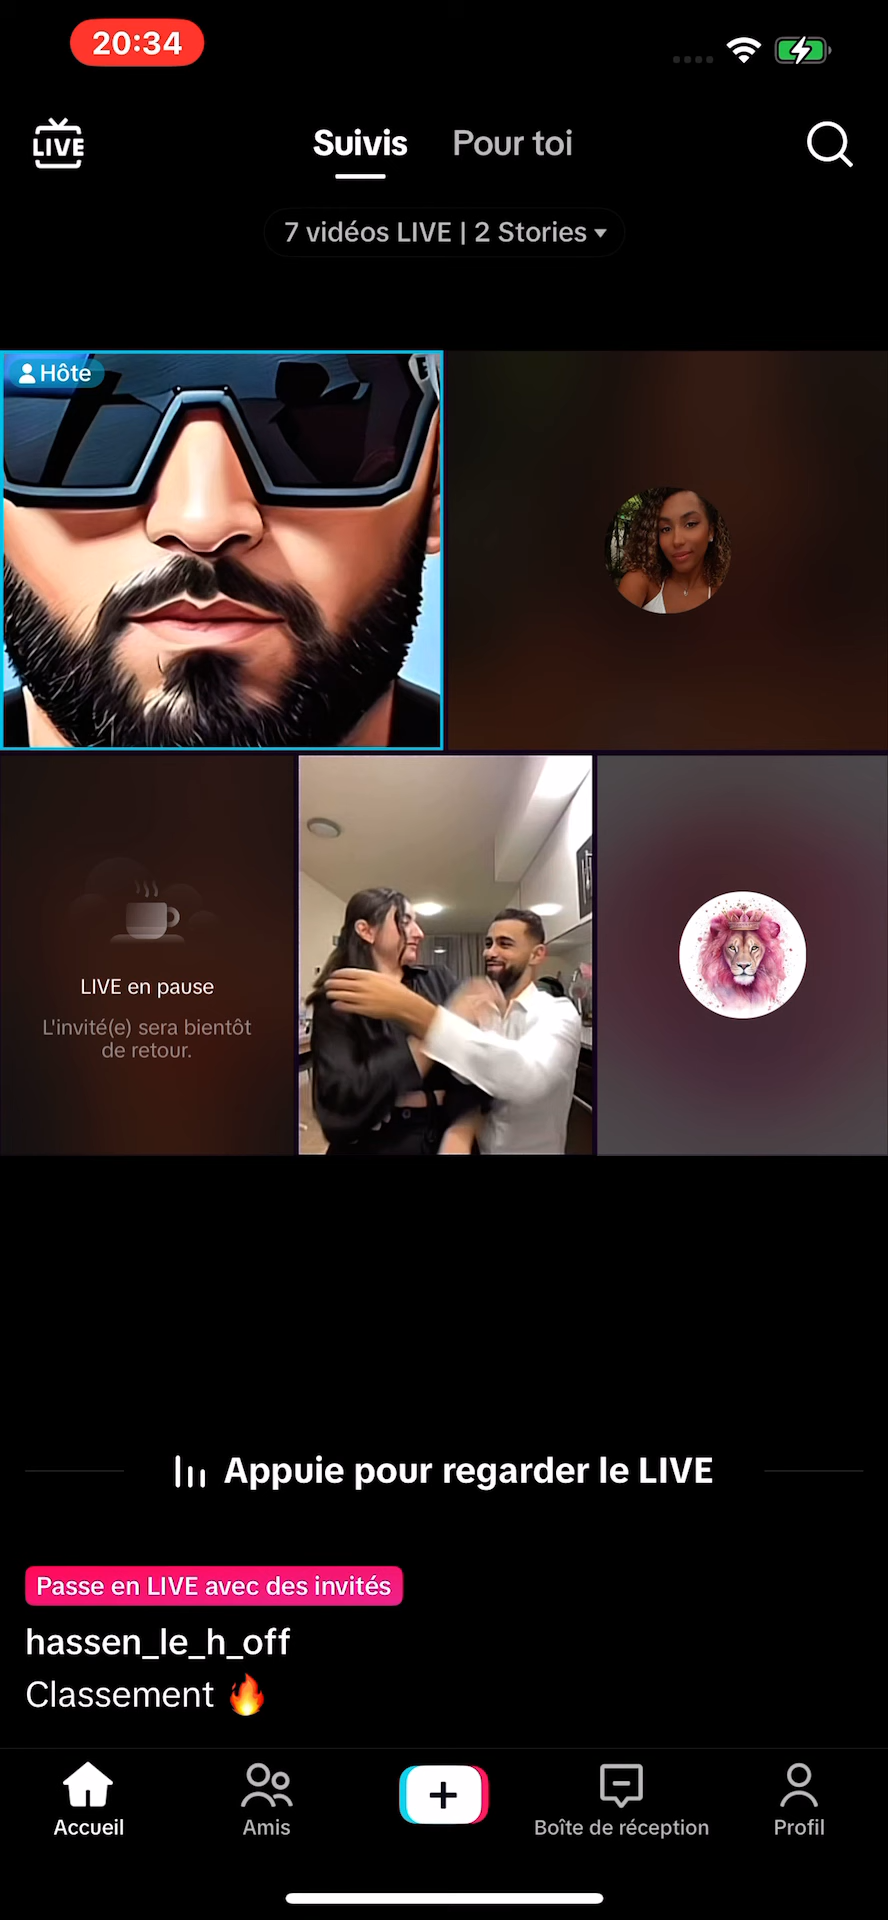 20:34
LIVE
Suivis
Pour toi
7 vidéos LIVE | 2 Stories
Hôte
LIVE en pause
L'invité(e) sera bientôt
de retour.
Appuie pour regarder le LIVE
Passe en LIVE avec des invités
hassen_le_h_off
Classement 🔥
Accueil
Amis
Boîte de réception
Profil